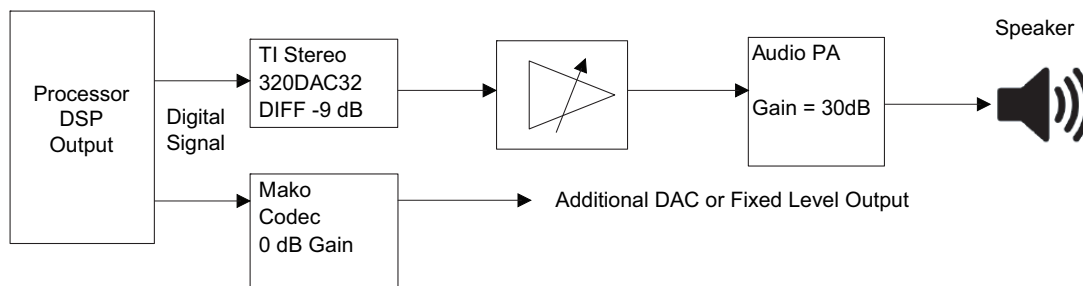 Processor
DSP
Output
Digital
Signal
TI Stereo
320DAC32
DIFF -9 dB
Audio PA
Gain = 30dB
Speaker
Mako
Codec
0 dB Gain
Additional DAC or Fixed Level Output